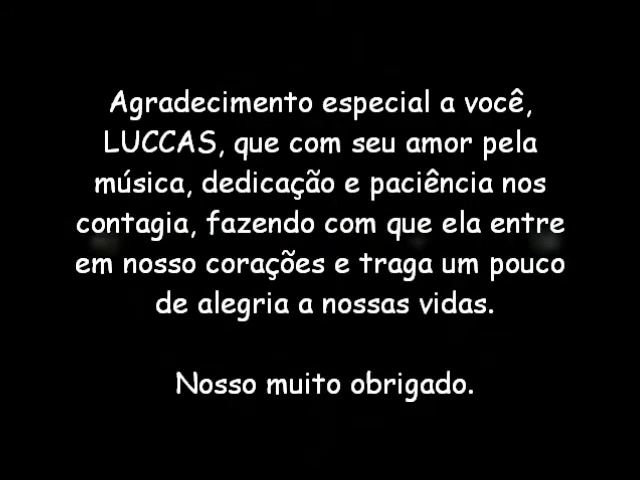 Agradecimento especial a você,
LUCCAS, que com seu amor pela
música, dedicação e paciência nos
contagia, fazendo com que ela entre
em nosso corações e traga um pouco
de alegria a nossas vidas.
Nosso muito obrigado.